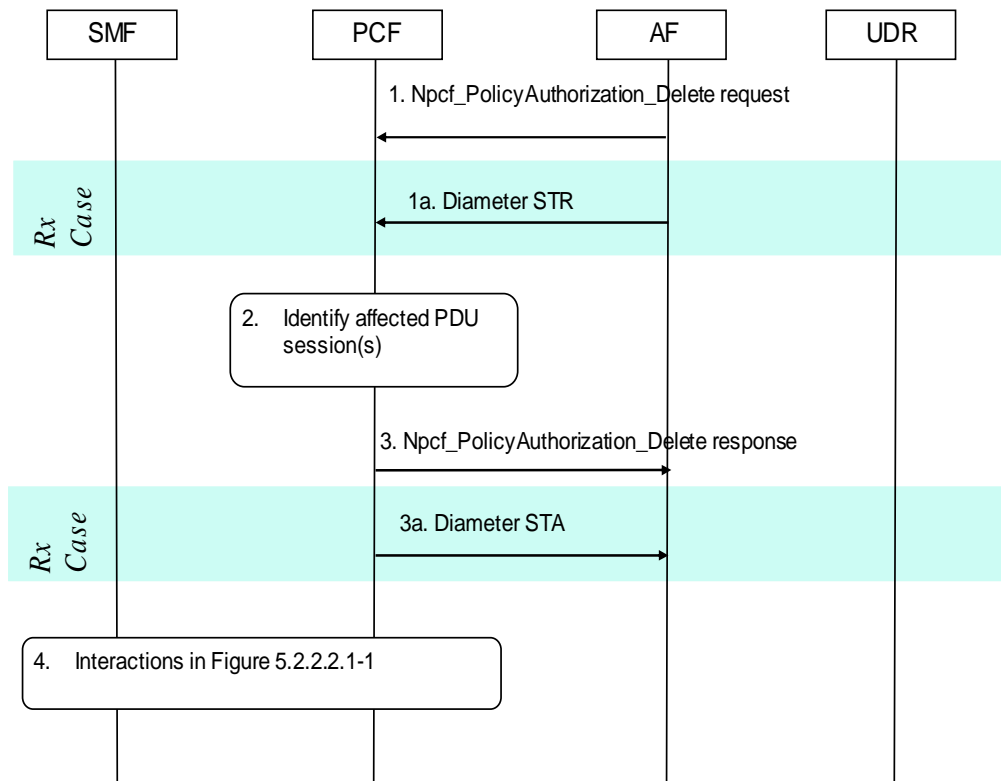 SMF
PCF
AF
UDR
1. Npcf_PolicyAuthorization_Delete request
Rx
Case
1a. Diameter STR
2. Identify affected PDU
session(s)
3. Npcf_PolicyAuthorization_Delete response
Rx
Case
3a. Diameter STA
4. Interactions in Figure 5.2.2.2.1-1